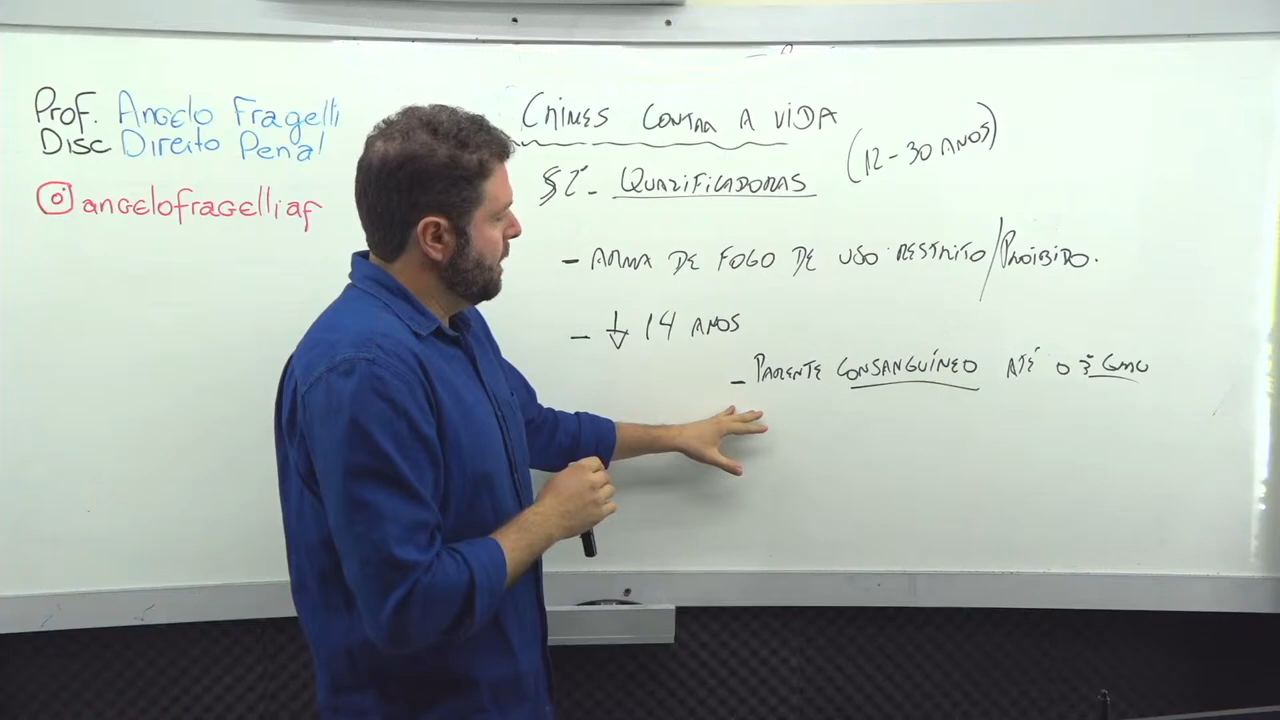 Prof. Angelo Fragelli
Disc Direito Penal
angelofragelliaf
CRIMES CONTRA A VIDA
§2º- QUALIFICADORAS (12-30 ANOS)
- ARMA DE FOGO DE USO RESTRITO/PROIBIDO.
- ↓ 14 ANOS
- PARENTE CONSANGUÍNEO ATÉ O 3º GRAU